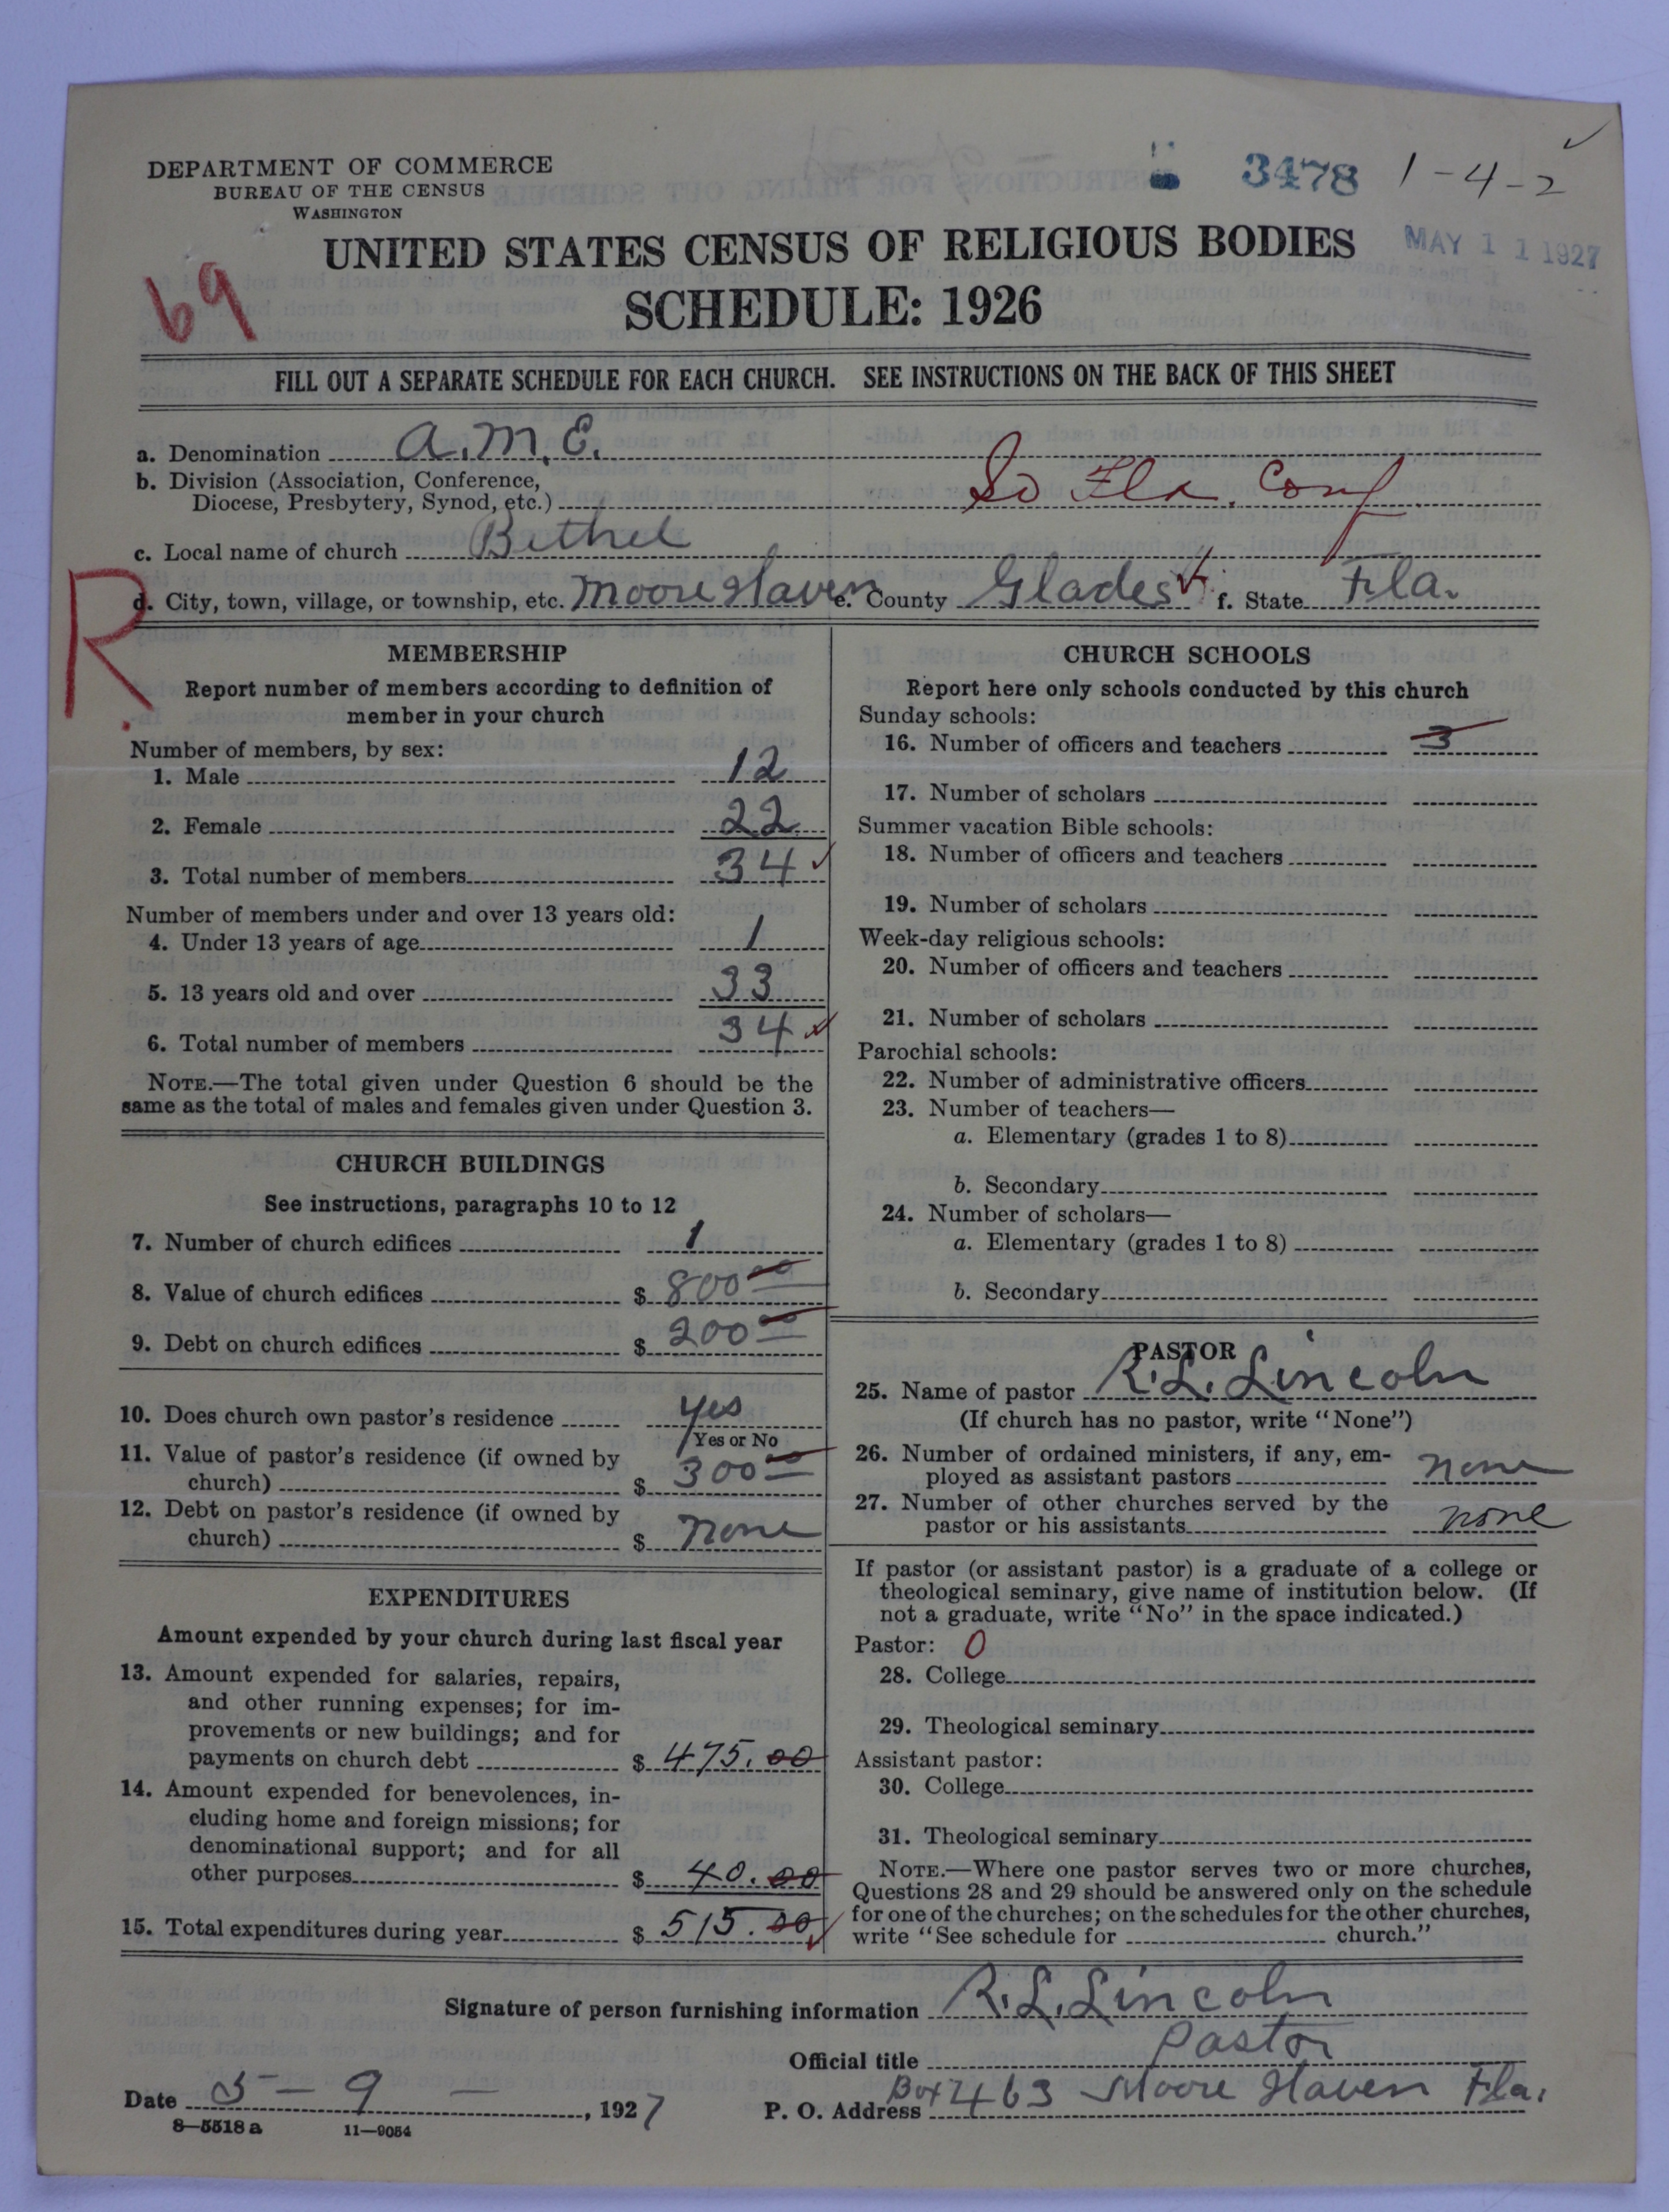 3478 1-4-2
DEPARTMENT OF COMMERCE
BUREAU OF THE CENSUS
WASHINGTON
UNITED STATES CENSUS OF RELIGIOUS BODIES
MAY 11 1927
69
SCHEDULE: 1926
FILL OUT A SEPARATE SCHEDULE FOR EACH CHURCH. SEE INSTRUCTIONS ON THE BACK OF THIS SHEET
a. Denomination A.M.E.
b. Division (Association, Conference,
Diocese, Presbytery, Synod, etc.) So Fla. Conf
c. Local name of church Bethel
d. City, town, village, or township, etc. Moore Haven e. County Glades f. State Fla.
R
MEMBERSHIP
Report number of members according to definition of
member in your church
Number of members, by sex:
1. Male 12
2. Female 22
3. Total number of members 34
Number of members under and over 13 years old:
4. Under 13 years of age 1
5. 13 years old and over 33
6. Total number of members 34
NOTE.—The total given under Question 6 should be the
same as the total of males and females given under Question 3.
CHURCH BUILDINGS
See instructions, paragraphs 10 to 12
7. Number of church edifices 1
8. Value of church edifices $ 800 00
9. Debt on church edifices $ 200 00
10. Does church own pastor's residence yes
Yes or No
11. Value of pastor's residence (if owned by
church) $ 300 00
12. Debt on pastor's residence (if owned by
church) $ none
EXPENDITURES
Amount expended by your church during last fiscal year
13. Amount expended for salaries, repairs,
and other running expenses; for im-
provements or new buildings; and for
payments on church debt $ 475.00
14. Amount expended for benevolences, in-
cluding home and foreign missions; for
denominational support; and for all
other purposes $ 40.00
15. Total expenditures during year $ 515.00
CHURCH SCHOOLS
Report here only schools conducted by this church
Sunday schools:
16. Number of officers and teachers 3
17. Number of scholars
Summer vacation Bible schools:
18. Number of officers and teachers
19. Number of scholars
Week-day religious schools:
20. Number of officers and teachers
21. Number of scholars
Parochial schools:
22. Number of administrative officers
23. Number of teachers—
a. Elementary (grades 1 to 8)
b. Secondary
24. Number of scholars—
a. Elementary (grades 1 to 8)
b. Secondary
PASTOR
25. Name of pastor R.L. Lincoln
(If church has no pastor, write "None")
26. Number of ordained ministers, if any, em-
ployed as assistant pastors none
27. Number of other churches served by the
pastor or his assistants none
If pastor (or assistant pastor) is a graduate of a college or
theological seminary, give name of institution below. (If
not a graduate, write "No" in the space indicated.)
Pastor: 0
28. College
29. Theological seminary
Assistant pastor:
30. College
31. Theological seminary
NOTE.—Where one pastor serves two or more churches,
Questions 28 and 29 should be answered only on the schedule
for one of the churches; on the schedules for the other churches,
write "See schedule for church."
Signature of person furnishing information R.L. Lincoln
Official title Pastor
Date 5-9-, 1927
P. O. Address Box 463 Moore Haven Fla.
8—5518 a 11—9054